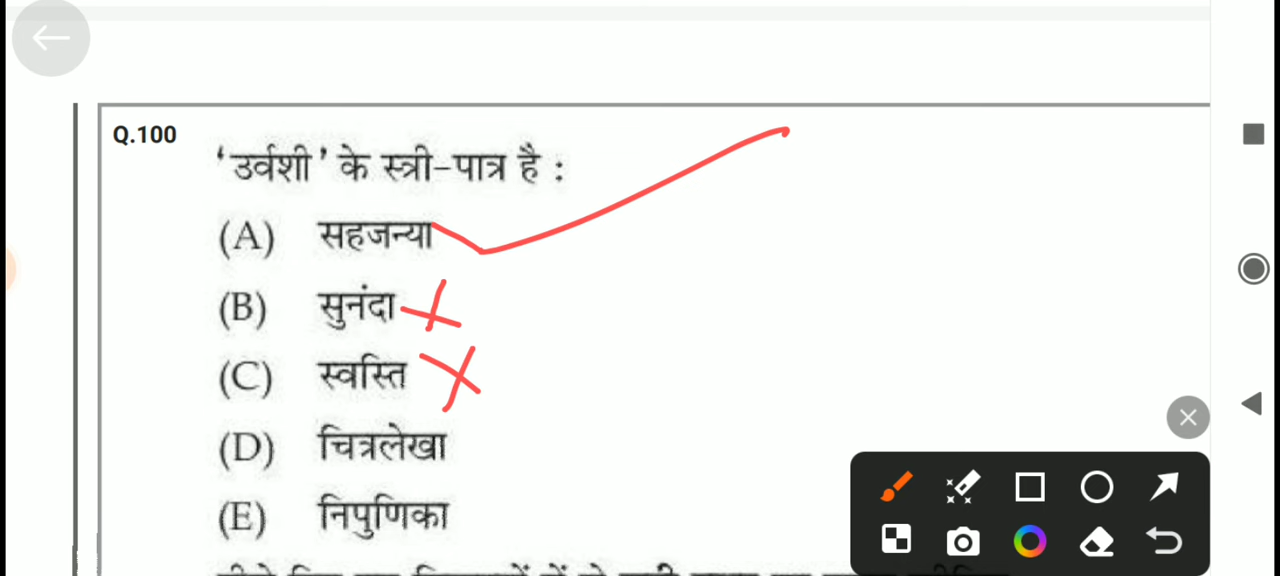 Q.100
'उर्वशी' के स्त्री-पात्र है :
(A) सहजन्या
(B) सुनंदा
(C) स्वस्ति
(D) चित्रलेखा
(E) निपुणिका